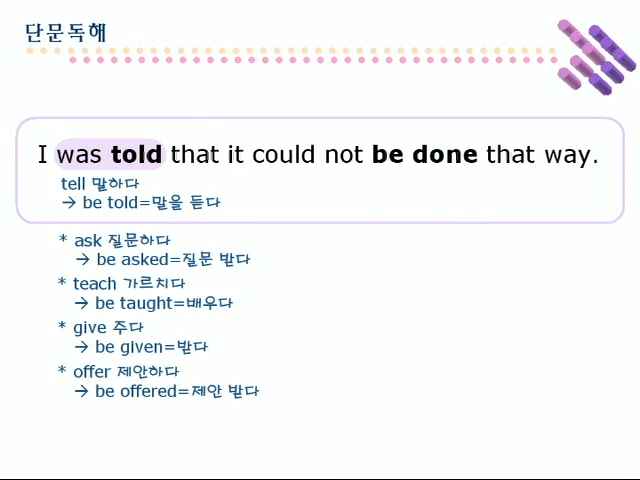 단문독해
I was told that it could not be done that way.
tell 말하다
→ be told=말을 듣다
* ask 질문하다
→ be asked=질문 받다
* teach 가르치다
→ be taught=배우다
* give 주다
→ be given=받다
* offer 제안하다
→ be offered=제안 받다